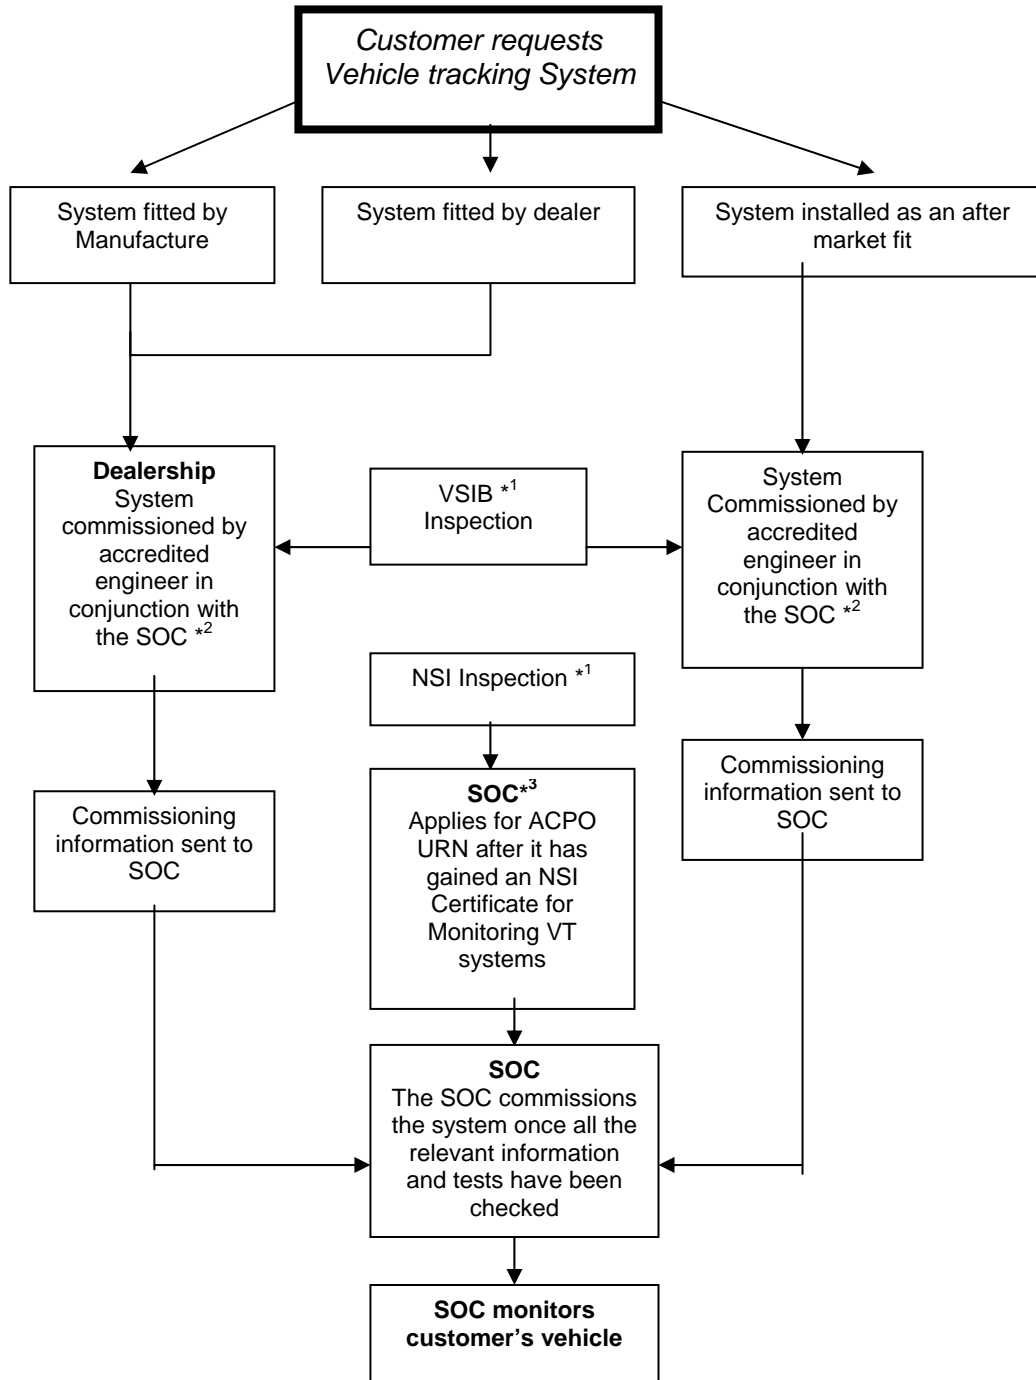 Customer requests
Vehicle tracking System
System fitted by
Manufacture
System fitted by dealer
System installed as an after
market fit
Dealership
System
commissioned by
accredited
engineer in
conjunction with
the SOC *2
VSIB *1
Inspection
System
Commissioned by
accredited
engineer in
conjunction with
the SOC *2
NSI Inspection *1
Commissioning
information sent to
SOC
SOC*3
Applies for ACPO
URN after it has
gained an NSI
Certificate for
Monitoring VT
systems
Commissioning
information sent to
SOC
SOC
The SOC commissions
the system once all the
relevant information
and tests have been
checked
SOC monitors
customer’s vehicle